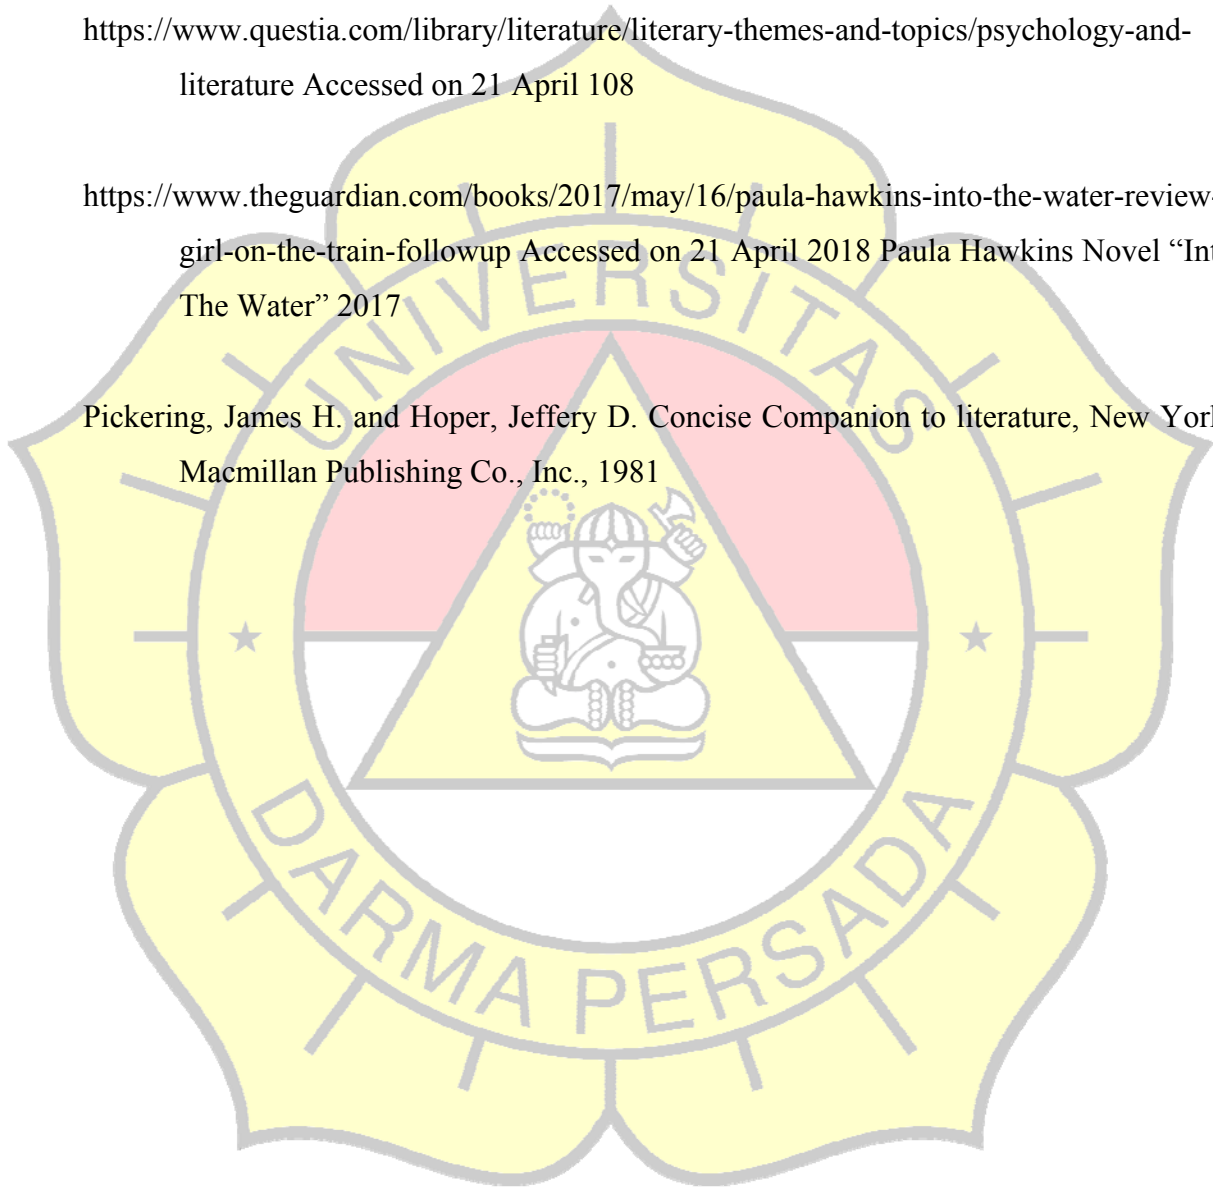 https://www.questia.com/library/literature/literary-themes-and-topics/psychology-and-
literature Accessed on 21 April 108
https://www.theguardian.com/books/2017/may/16/paula-hawkins-into-the-water-review-
girl-on-the-train-followup Accessed on 21 April 2018 Paula Hawkins Novel “Int
The Water” 2017
Pickering, James H. and Hoper, Jeffery D. Concise Companion to literature, New York
Macmillan Publishing Co., Inc., 1981
UNIVERSITAS
DARMA PERSADA